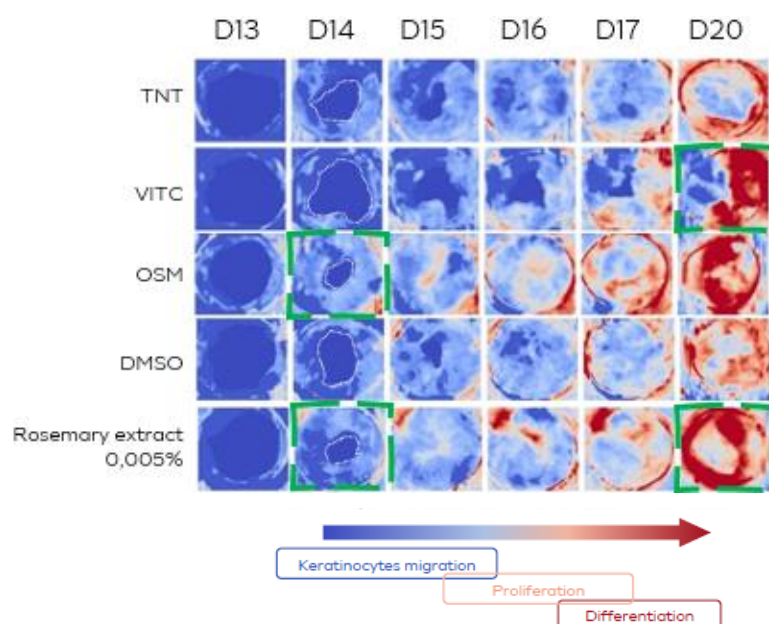 D13 D14 D15 D16 D17 D20
TNT
VITC
OSM
DMSO
Rosemary extract
0,005%
Keratinocytes migration
Proliferation
Differentiation